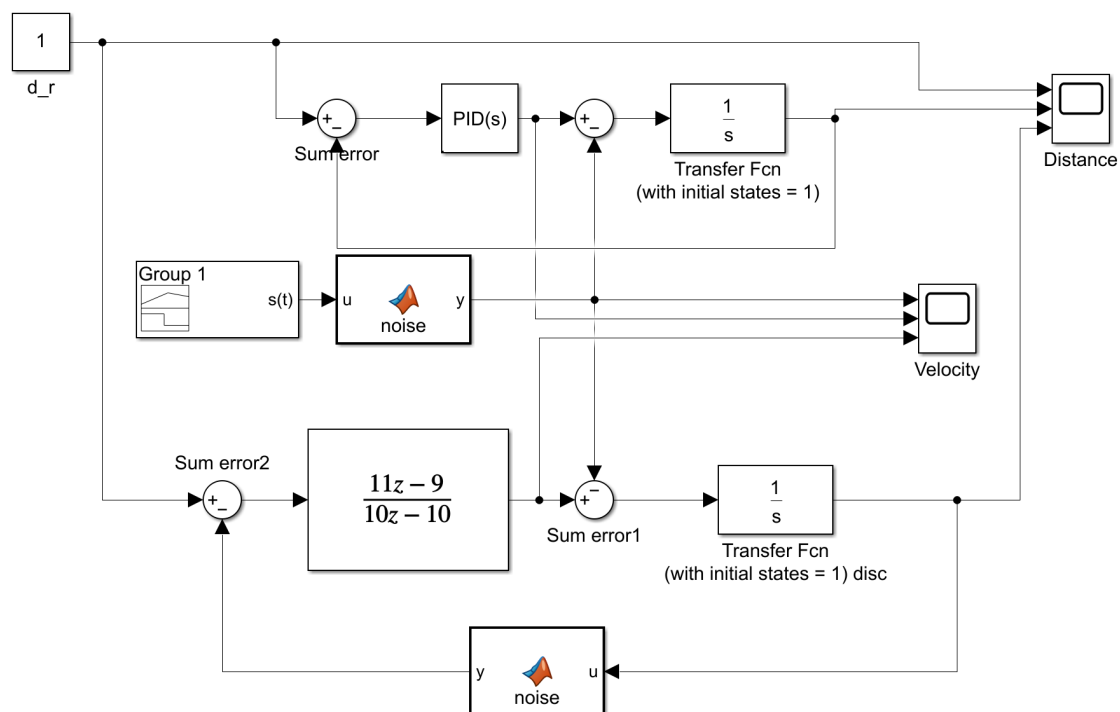 1
d_r
+
_
Sum error
PID(s)
+
_
1
s
Transfer Fcn
(with initial states = 1)
Distance
Group 1
s(t)
u
y
noise
Velocity
Sum error2
+
_
11z − 9
10z − 10
+
_
Sum error1
1
s
Transfer Fcn
(with initial states = 1) disc
y
u
noise